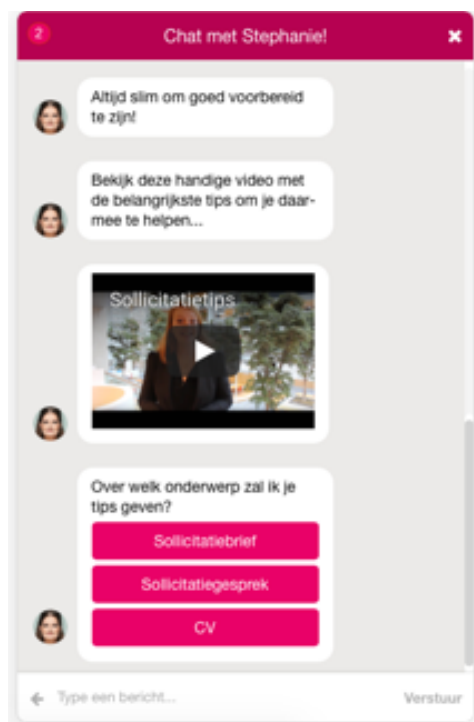 2
Chat met Stephanie!
Altijd slim om goed voorbereid
te zijn!
Bekijk deze handige video met
de belangrijkste tips om je daar-
mee te helpen...
Sollicitatietips
Over welk onderwerp zal ik je
tips geven?
Sollicitatiebrief
Sollicitatiegesprek
CV
Type een bericht...
Verstuur